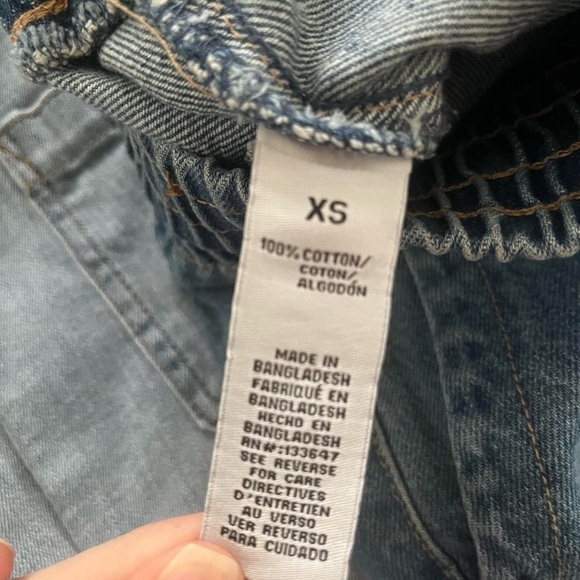 XS
100% COTTON/
COTON/
ALGODÓN
MADE IN
BANGLADESH
FABRIQUÉ EN
BANGLADESH
HECHO EN
BANGLADESH
RN#:133647
SEE REVERSE
FOR CARE
DIRECTIVES
D'ENTRETIEN
AU VERSO
VER REVERSO
PARA CUIDADO